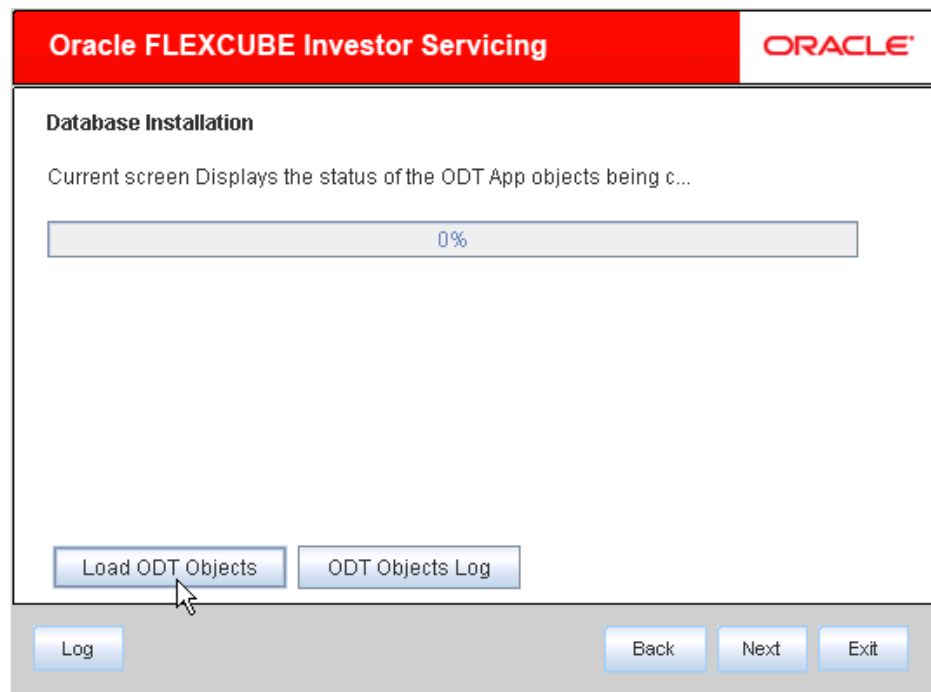 Oracle FLEXCUBE Investor Servicing
ORACLE
Database Installation
Current screen Displays the status of the ODT App objects being c...
0%
Load ODT Objects
ODT Objects Log
Log
Back
Next
Exit